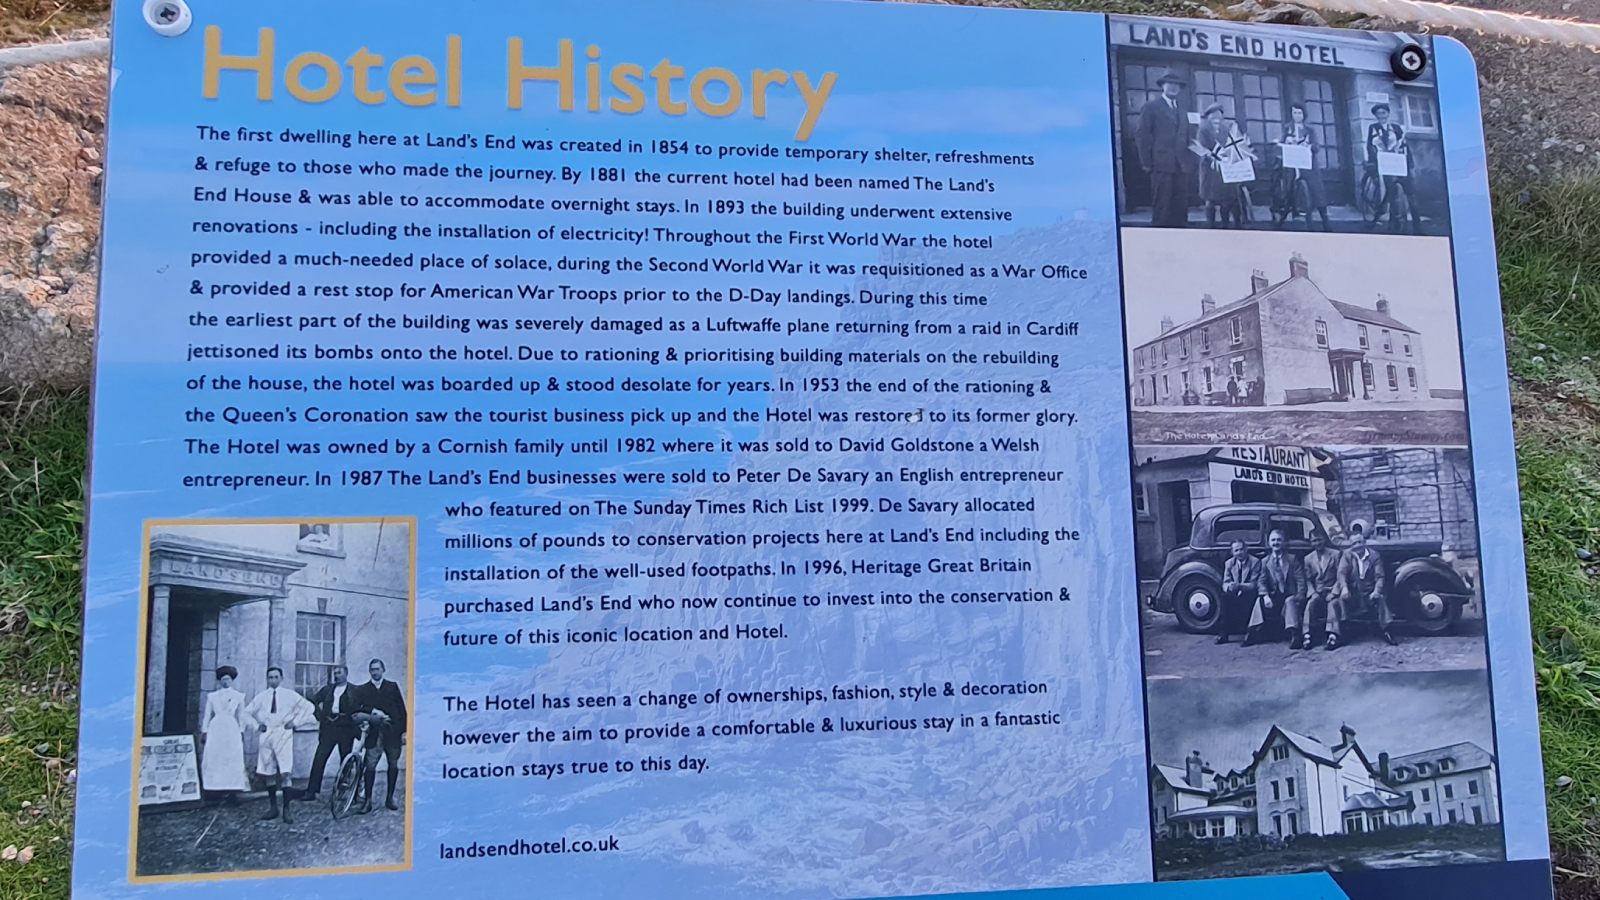 Hotel History
The first dwelling here at Land's End was created in 1854 to provide temporary shelter, refreshments
& refuge to those who made the journey. By 1881 the current hotel had been named The Land's
End House & was able to accommodate overnight stays. In 1893 the building underwent extensive
renovations - including the installation of electricity! Throughout the First World War the hotel
provided a much-needed place of solace, during the Second World War it was requisitioned as a War Office
& provided a rest stop for American War Troops prior to the D-Day landings. During this time
the earliest part of the building was severely damaged as a Luftwaffe plane returning from a raid in Cardiff
jettisoned its bombs onto the hotel. Due to rationing & prioritising building materials on the rebuilding
of the house, the hotel was boarded up & stood desolate for years. In 1953 the end of the rationing &
the Queen's Coronation saw the tourist business pick up and the Hotel was restored to its former glory.
The Hotel was owned by a Cornish family until 1982 where it was sold to David Goldstone a Welsh
entrepreneur. In 1987 The Land's End businesses were sold to Peter De Savary an English entrepreneur
who featured on The Sunday Times Rich List 1999. De Savary allocated
millions of pounds to conservation projects here at Land's End including the
installation of the well-used footpaths. In 1996, Heritage Great Britain
purchased Land's End who now continue to invest into the conservation &
future of this iconic location and Hotel.
The Hotel has seen a change of ownerships, fashion, style & decoration
however the aim to provide a comfortable & luxurious stay in a fantastic
location stays true to this day.
landsendhotel.co.uk
LAND'S END
LAND'S END HOTEL
The Hotel Lands End
RESTAURANT
LAND'S END HOTEL